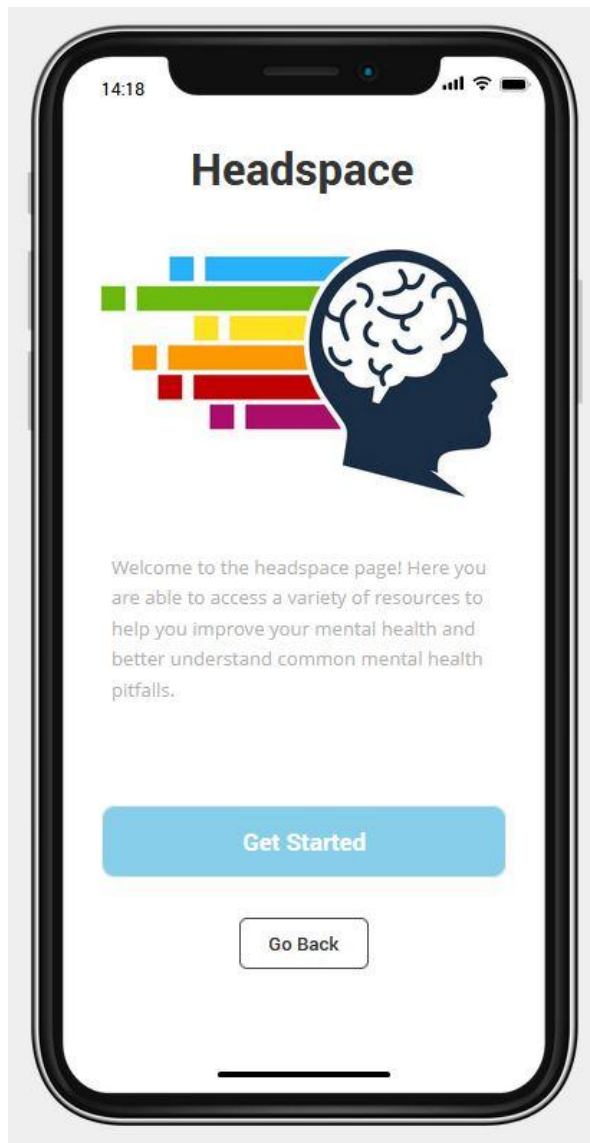 14:18
Headspace
Welcome to the headspace page! Here you
are able to access a variety of resources to
help you improve your mental health and
better understand common mental health
pitfalls.
Get Started
Go Back